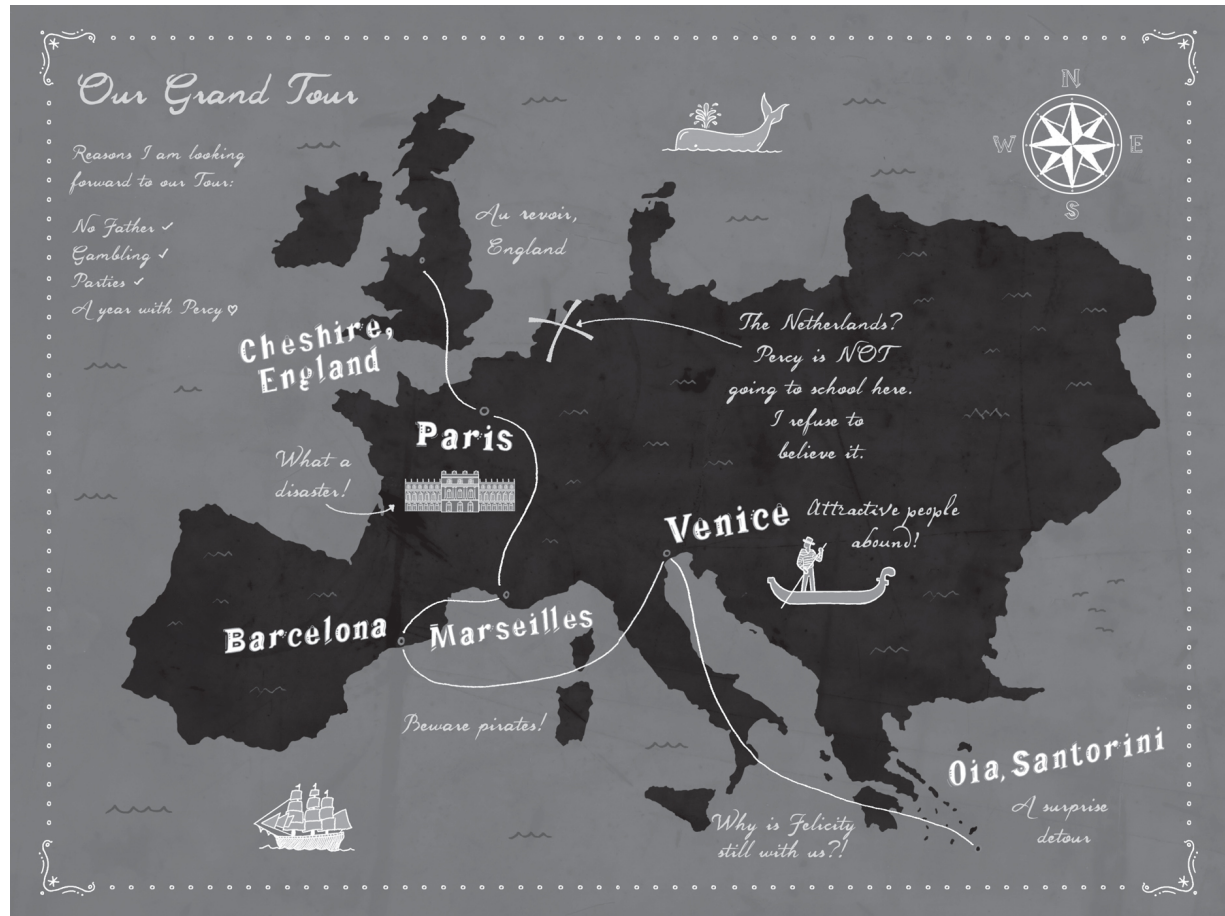 Our Grand Tour
Reasons I am looking
forward to our Tour:
No Father ✓
Gambling ✓
Parties ✓
A year with Percy ♡
N
W
E
S
Au revoir,
England
Cheshire,
England
The Netherlands?
Percy is NOT
going to school here.
I refuse to
believe it.
Paris
What a
disaster!
Venice
Attractive people
abound!
Barcelona
Marseilles
Beware pirates!
Oia, Santorini
A surprise
detour
Why is Felicity
still with us?!